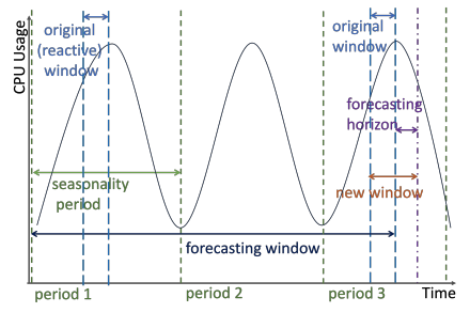 CPU Usage
original
(reactive)
window
original
window
forecasting
horizon
seasonality
period
new window
forecasting window
period 1
period 2
period 3
Time